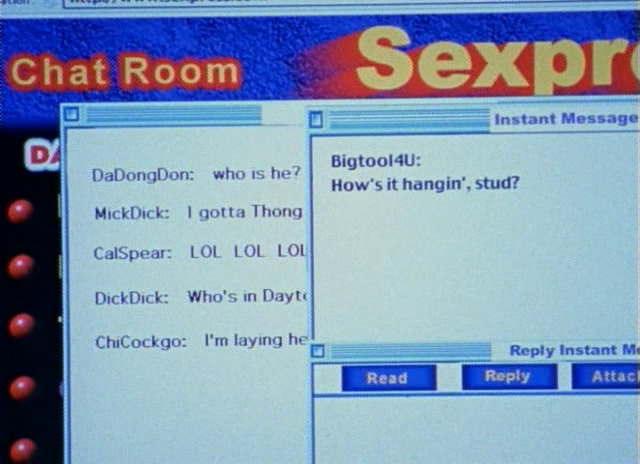 Chat Room
Sexpr
Instant Message
DA
DaDongDon: who is he?
MickDick: I gotta Thong
CalSpear: LOL LOL LOL
DickDick: Who's in Dayt
ChiCockgo: I'm laying he
Bigtool4U:
How's it hangin', stud?
Reply Instant M
Read
Reply
Attac